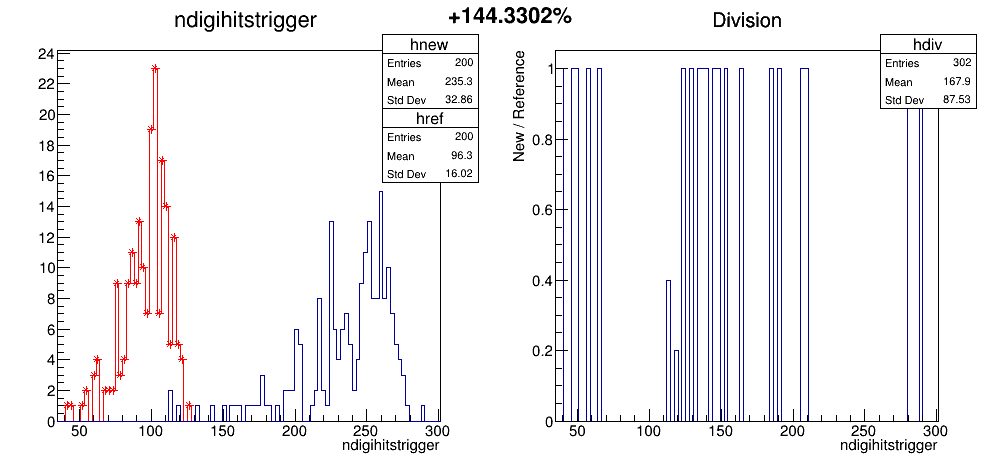 +144.3302%
ndigihitstrigger
hnew
Entries 200
Mean 235.3
Std Dev 32.86
href
Entries 200
Mean 96.3
Std Dev 16.02
24
22
20
18
16
14
12
10
8
6
4
2
0
50 100 150 200 250 300
ndigihitstrigger
Division
hdiv
Entries 302
Mean 167.9
Std Dev 87.53
New / Reference
1
0.8
0.6
0.4
0.2
0
50 100 150 200 250 300
ndigihitstrigger